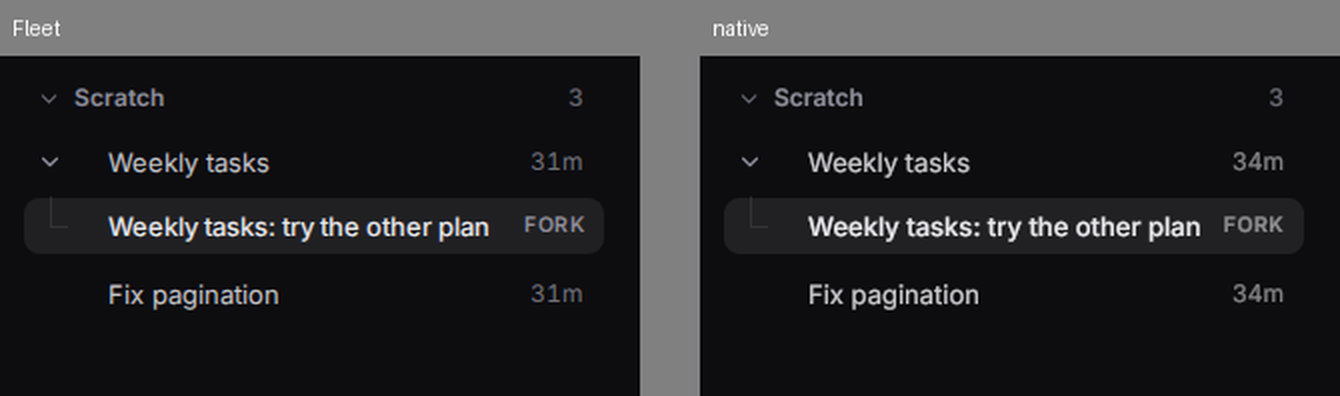 Fleet
Scratch 3
Weekly tasks 31m
Weekly tasks: try the other plan FORK
Fix pagination 31m
native
Scratch 3
Weekly tasks 34m
Weekly tasks: try the other plan FORK
Fix pagination 34m